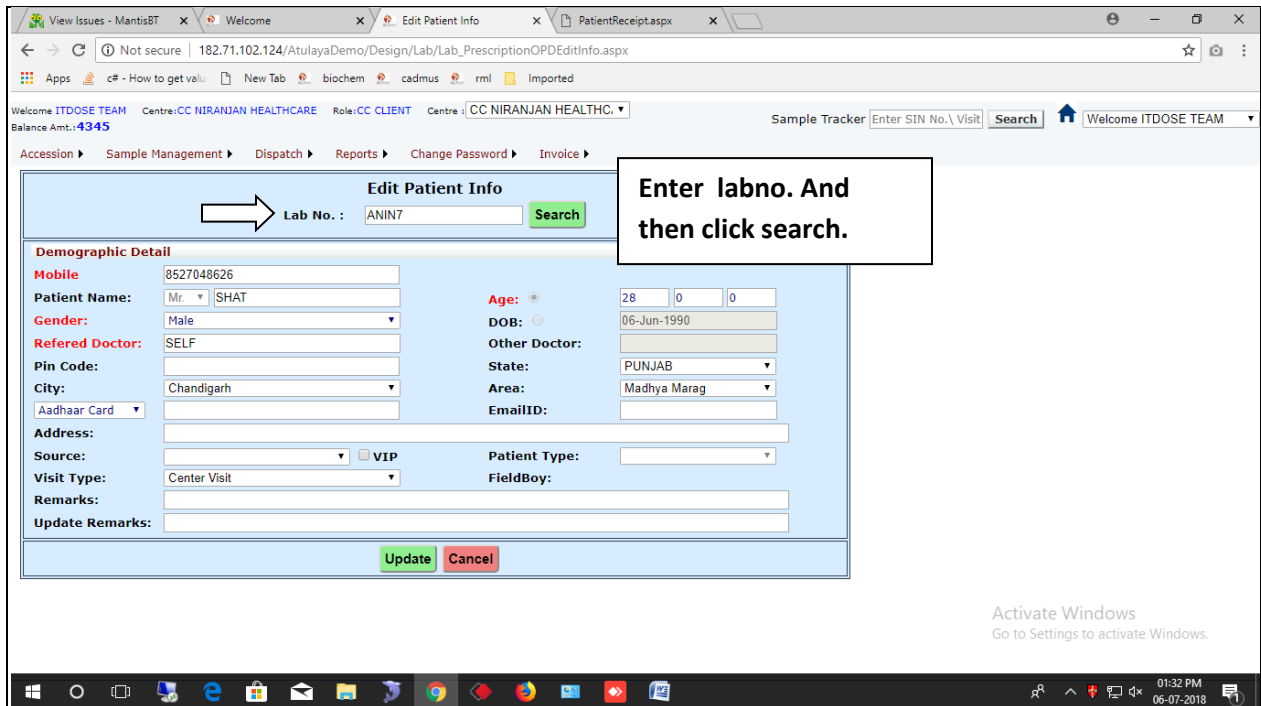 View Issues - MantisBT Welcome Edit Patient Info PatientReceipt.aspx
Not secure | 182.71.102.124/AtulayaDemo/Design/Lab/Lab_PrescriptionOPDEditInfo.aspx
Apps c# - How to get valu New Tab biochem cadmus rml Imported
Welcome ITDOSE TEAM Centre:CC NIRANJAN HEALTHCARE Role:CC CLIENT Centre : CC NIRANJAN HEALTHC
Balance Amt.:4345
Sample Tracker Enter SIN No.\ Visit Search Welcome ITDOSE TEAM
Accession Sample Management Dispatch Reports Change Password Invoice
Edit Patient Info
Lab No. : ANIN7 Search
Enter labno. And
then click search.
Demographic Detail
Mobile 8527048626
Patient Name: Mr. SHAT Age: 28 0 0
Gender: Male DOB: 06-Jun-1990
Refered Doctor: SELF Other Doctor:
Pin Code: State: PUNJAB
City: Chandigarh Area: Madhya Marag
Aadhaar Card EmailID:
Address:
Source: VIP Patient Type:
Visit Type: Center Visit FieldBoy:
Remarks:
Update Remarks:
Update Cancel
Activate Windows
Go to Settings to activate Windows.
01:32 PM
06-07-2018